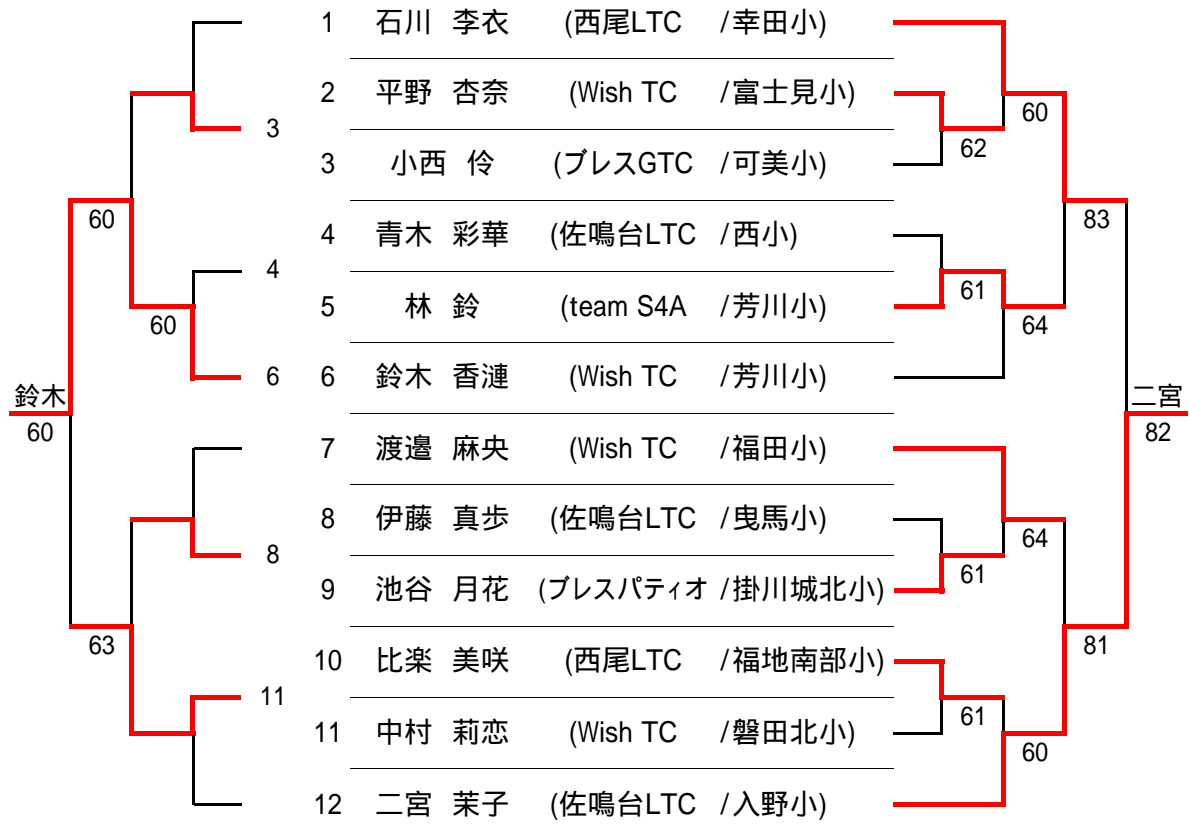 1 石川 李衣 (西尾LTC /幸田小)
2 平野 杏奈 (Wish TC /富士見小)
60
3
62
3 小西 伶 (ブレスGTC /可美小)
60
83
4 青木 彩華 (佐鳴台LTC /西小)
4
61
5 林 鈴 (team S4A /芳川小)
60
64
6 6 鈴木 香漣 (Wish TC /芳川小)
鈴木
二宮
60
82
7 渡邉 麻央 (Wish TC /福田小)
8 伊藤 真歩 (佐鳴台LTC /曳馬小)
64
8
61
9 池谷 月花 (ブレスパティオ /掛川城北小)
63
81
10 比楽 美咲 (西尾LTC /福地南部小)
11
61
11 中村 莉恋 (Wish TC /磐田北小)
60
12 二宮 茉子 (佐鳴台LTC /入野小)